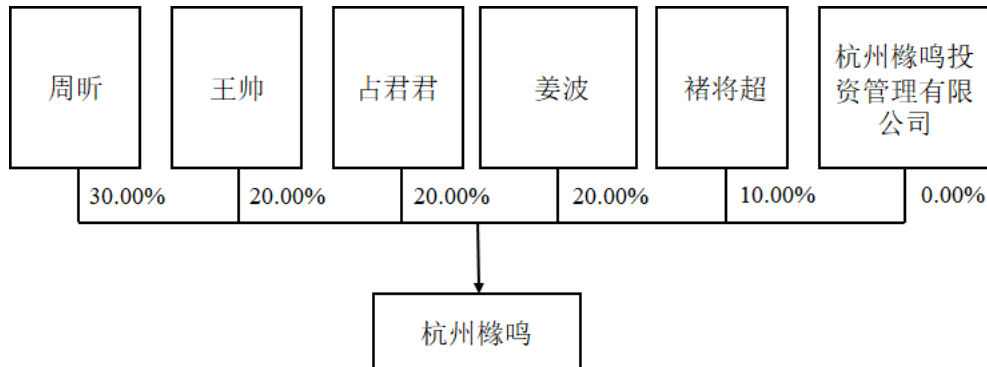 周昕
王帅
占君君
姜波
褚将超
杭州橼鸣投
资管理有限
公司
30.00%
20.00%
20.00%
20.00%
10.00%
0.00%
杭州橼鸣